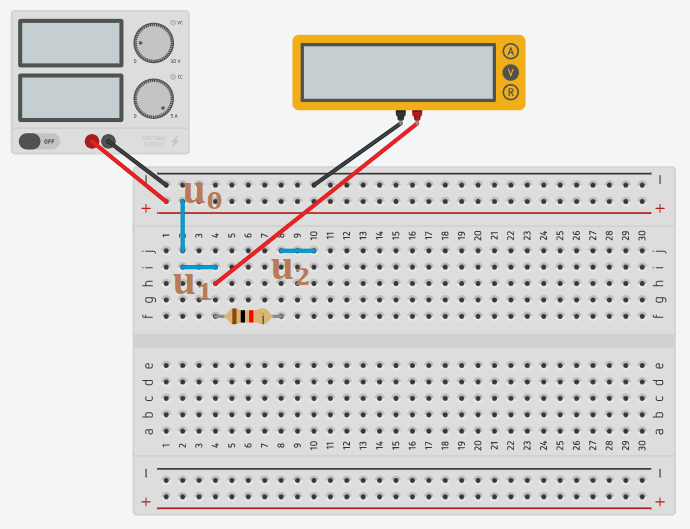 VC
0 30 V
CC
0 5 A
OFF
VOLTAGE
SUPPLY
A
V
R
− −
+ +
u0
1 2 3 4 5 6 7 8 9 10 11 12 13 14 15 16 17 18 19 20 21 22 23 24 25 26 27 28 29 30
j j
i i
u1 u2
h h
g g
f f
e e
d d
c c
b b
a a
1 2 3 4 5 6 7 8 9 10 11 12 13 14 15 16 17 18 19 20 21 22 23 24 25 26 27 28 29 30
− −
+ +